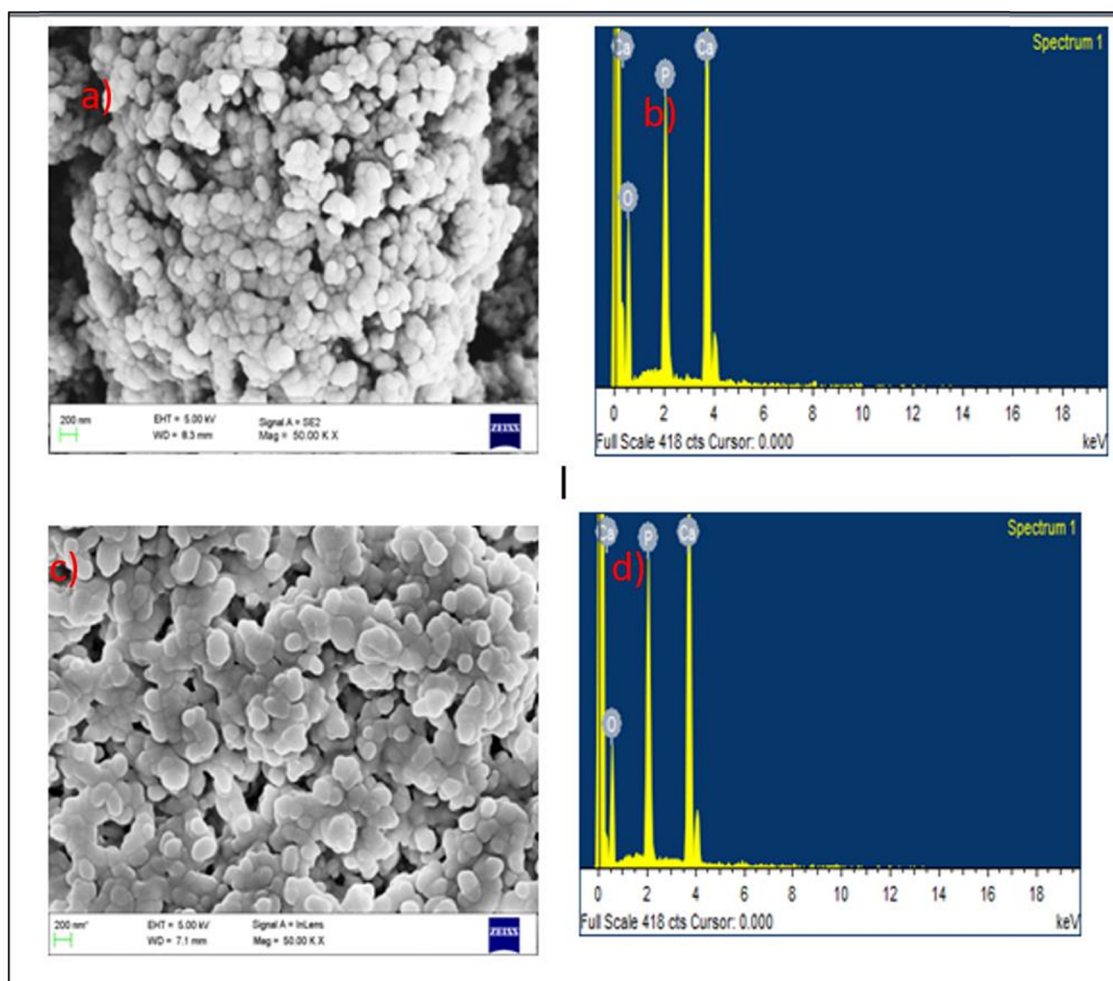 a)
200 nm
EHT = 5.00 kV
WD = 8.3 mm
Signal A = SE2
Mag = 50.00 K X
ZEISS
Spectrum 1
Ca
P
Ca
O
b)
0 2 4 6 8 10 12 14 16 18
Full Scale 418 cts Cursor: 0.000 keV
c)
200 nm*
EHT = 5.00 kV
WD = 7.1 mm
Signal A = InLens
Mag = 50.00 K X
ZEISS
Spectrum 1
Ca
P
Ca
O
d)
0 2 4 6 8 10 12 14 16 18
Full Scale 418 cts Cursor: 0.000 keV